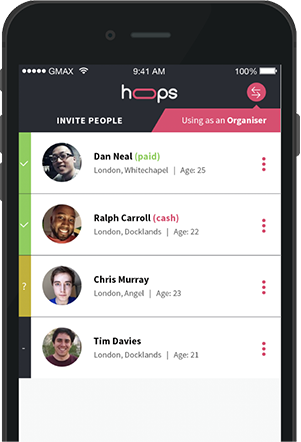 GMAX 9:41 AM 100%
hoops
INVITE PEOPLE Using as an Organiser
Dan Neal (paid)
London, Whitechapel | Age: 25
Ralph Carroll (cash)
London, Docklands | Age: 22
?
Chris Murray
London, Angel | Age: 23
-
Tim Davies
London, Docklands | Age: 21